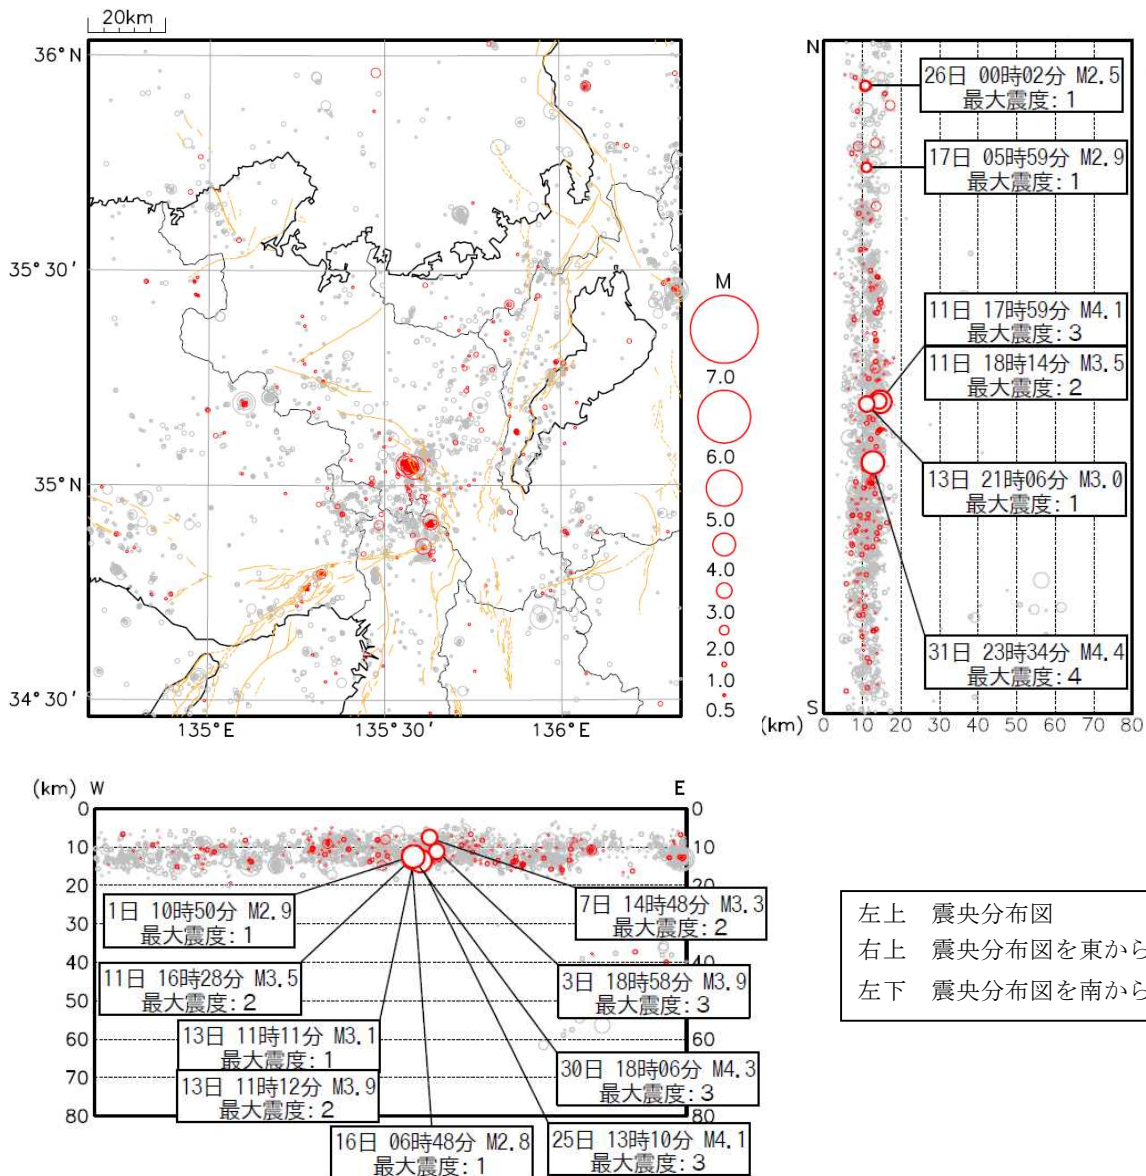 20km
36°N
35°30′
35°N
34°30′
135°E
135°30′
136°E
M
7.0
6.0
5.0
4.0
3.0
2.0
1.0
0.5
N
26日 00時02分 M2.5
最大震度:1
17日 05時59分 M2.9
最大震度:1
11日 17時59分 M4.1
最大震度:3
11日 18時14分 M3.5
最大震度:2
13日 21時06分 M3.0
最大震度:1
31日 23時34分 M4.4
最大震度:4
S
(km)
0 10 20 30 40 50 60 70 80
(km) W
E
0
10
20
30
40
50
60
70
80
0
10
20
80
1日 10時50分 M2.9
最大震度:1
7日 14時48分 M3.3
最大震度:2
11日 16時28分 M3.5
最大震度:2
3日 18時58分 M3.9
最大震度:3
13日 11時11分 M3.1
最大震度:1
13日 11時12分 M3.9
最大震度:2
30日 18時06分 M4.3
最大震度:3
16日 06時48分 M2.8
最大震度:1
25日 13時10分 M4.1
最大震度:3
左上 震央分布図
右上 震央分布図を東から
左下 震央分布図を南から